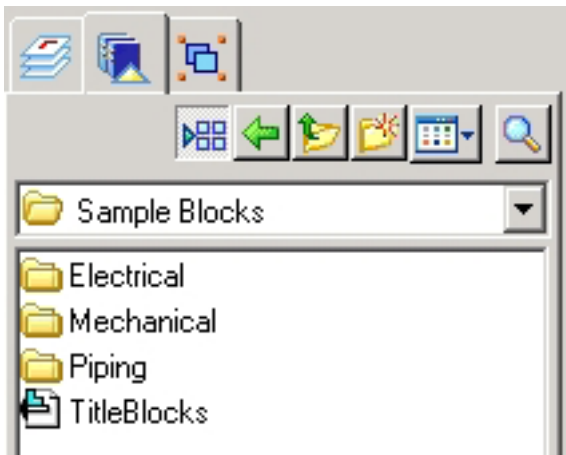 Sample Blocks
Electrical
Mechanical
Piping
TitleBlocks